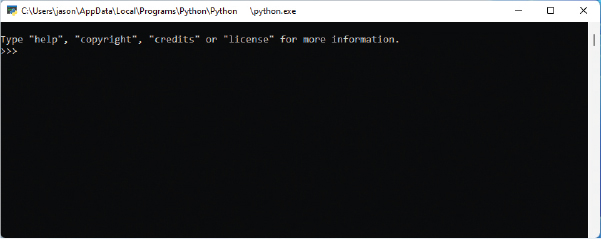 C:\Users\jason\AppData\Local\Programs\Python\Python \python.exe
Type "help", "copyright", "credits" or "license" for more information.
>>>